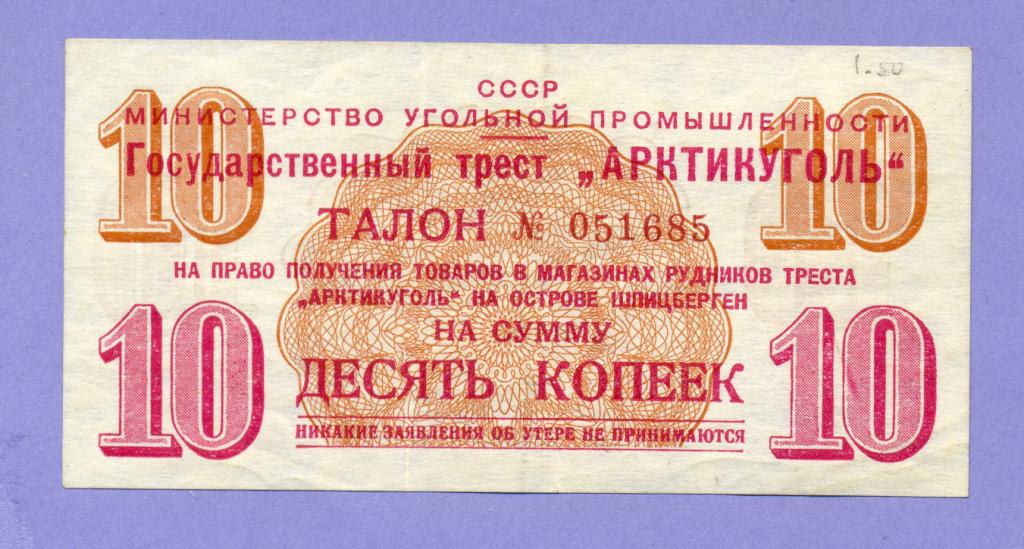 1.50
СССР
МИНИСТЕРСТВО УГОЛЬНОЙ ПРОМЫШЛЕННОСТИ
10 10
Государственный трест „АРКТИКУГОЛЬ“
ТАЛОН № 051685
НА ПРАВО ПОЛУЧЕНИЯ ТОВАРОВ В МАГАЗИНАХ РУДНИКОВ ТРЕСТА
„АРКТИКУГОЛЬ“ НА ОСТРОВЕ ШПИЦБЕРГЕН
НА СУММУ
10 10
ДЕСЯТЬ КОПЕЕК
НИКАКИЕ ЗАЯВЛЕНИЯ ОБ УТЕРЕ НЕ ПРИНИМАЮТСЯ